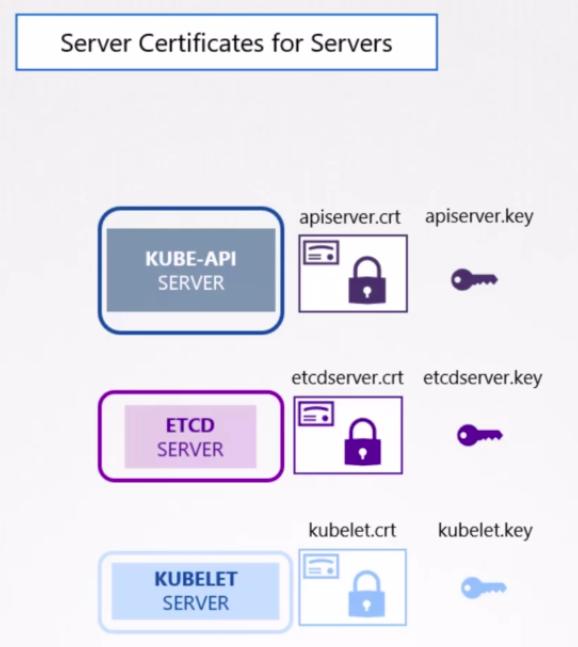 Server Certificates for Servers
apiserver.crt apiserver.key
KUBE-API
SERVER
etcdserver.crt etcdserver.key
ETCD
SERVER
kubelet.crt kubelet.key
KUBELET
SERVER